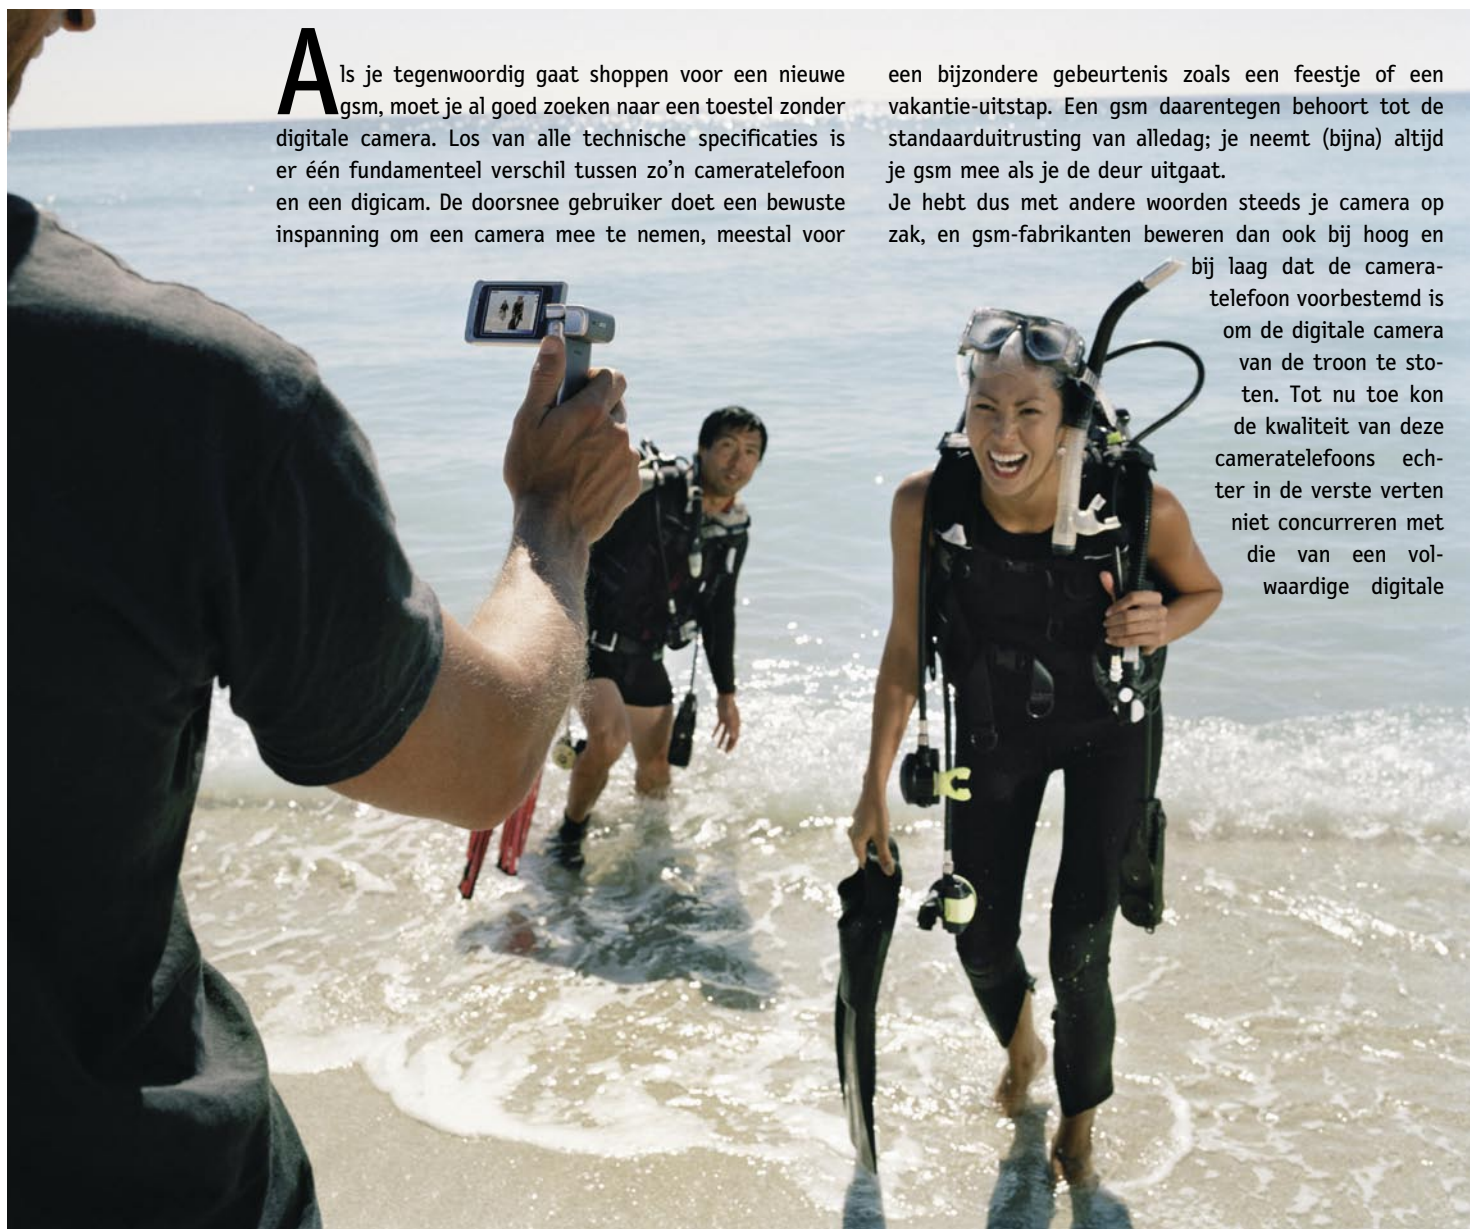 Als je tegenwoordig gaat shoppen voor een nieuwe
gsm, moet je al goed zoeken naar een toestel zonder
digitale camera. Los van alle technische specificaties is
er één fundamenteel verschil tussen zo'n cameratelefoon
en een digicam. De doorsnee gebruiker doet een bewuste
inspanning om een camera mee te nemen, meestal voor
een bijzondere gebeurtenis zoals een feestje of een
vakantie-uitstap. Een gsm daarentegen behoort tot de
standaarduitrusting van alledag; je neemt (bijna) altijd
je gsm mee als je de deur uitgaat.
Je hebt dus met andere woorden steeds je camera op
zak, en gsm-fabrikanten beweren dan ook bij hoog en
bij laag dat de camera-
telefoon voorbestemd is
om de digitale camera
van de troon te sto-
ten. Tot nu toe kon
de kwaliteit van deze
cameratelefoons ech-
ter in de verste verten
niet concurreren met
die van een vol-
waardige digitale